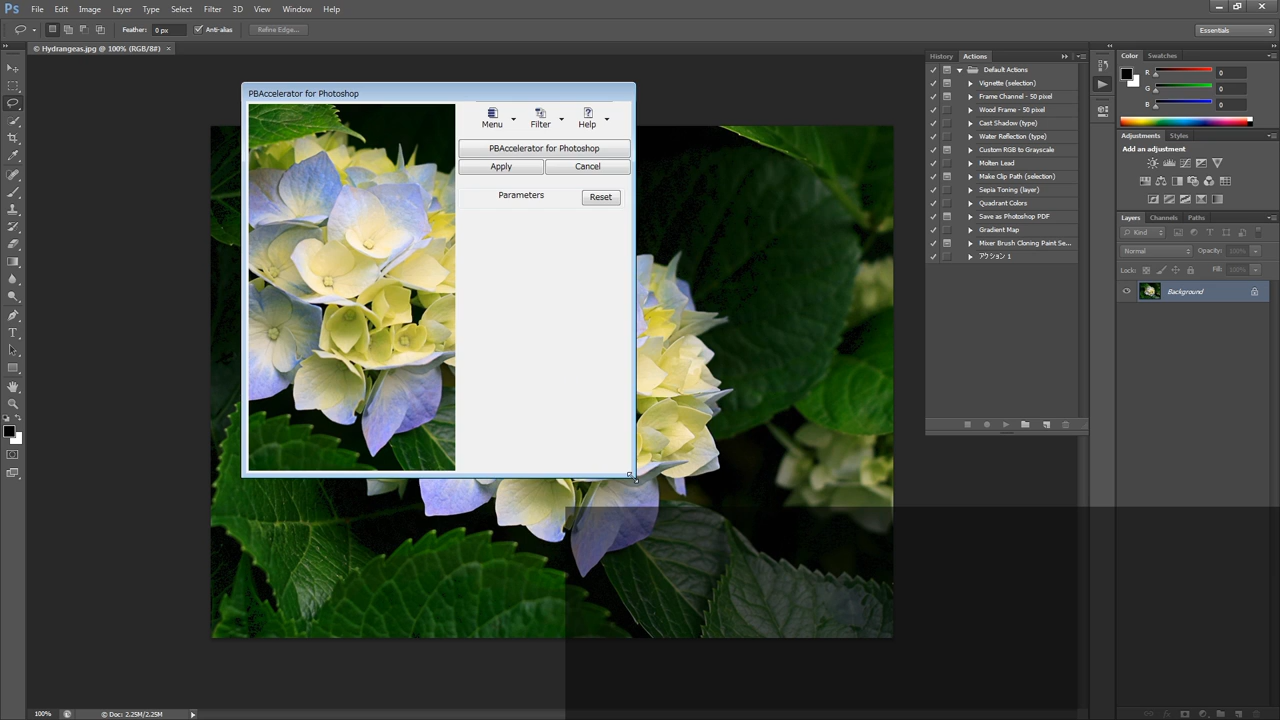 Ps File Edit Image Layer Type Select Filter 3D View Window Help
Feather: 0 px Anti-alias Refine Edge... Essentials
© Hydrangeas.jpg @ 100% (RGB/8#) ×
PBAccelerator for Photoshop
Menu Filter Help
PBAccelerator for Photoshop
Apply Cancel
Parameters Reset
History Actions
Default Actions
Vignette (selection)
Frame Channel - 50 pixel
Wood Frame - 50 pixel
Cast Shadow (type)
Water Reflection (type)
Custom RGB to Grayscale
Molten Lead
Make Clip Path (selection)
Sepia Toning (layer)
Quadrant Colors
Save as Photoshop PDF
Gradient Map
Mixer Brush Cloning Paint Se...
アクション 1
Color Swatches
R 0
G 0
B 0
Adjustments Styles
Add an adjustment
Layers Channels Paths
Kind
Normal Opacity: 100%
Lock: Fill: 100%
Background
100% © Doc: 2.25M/2.25M